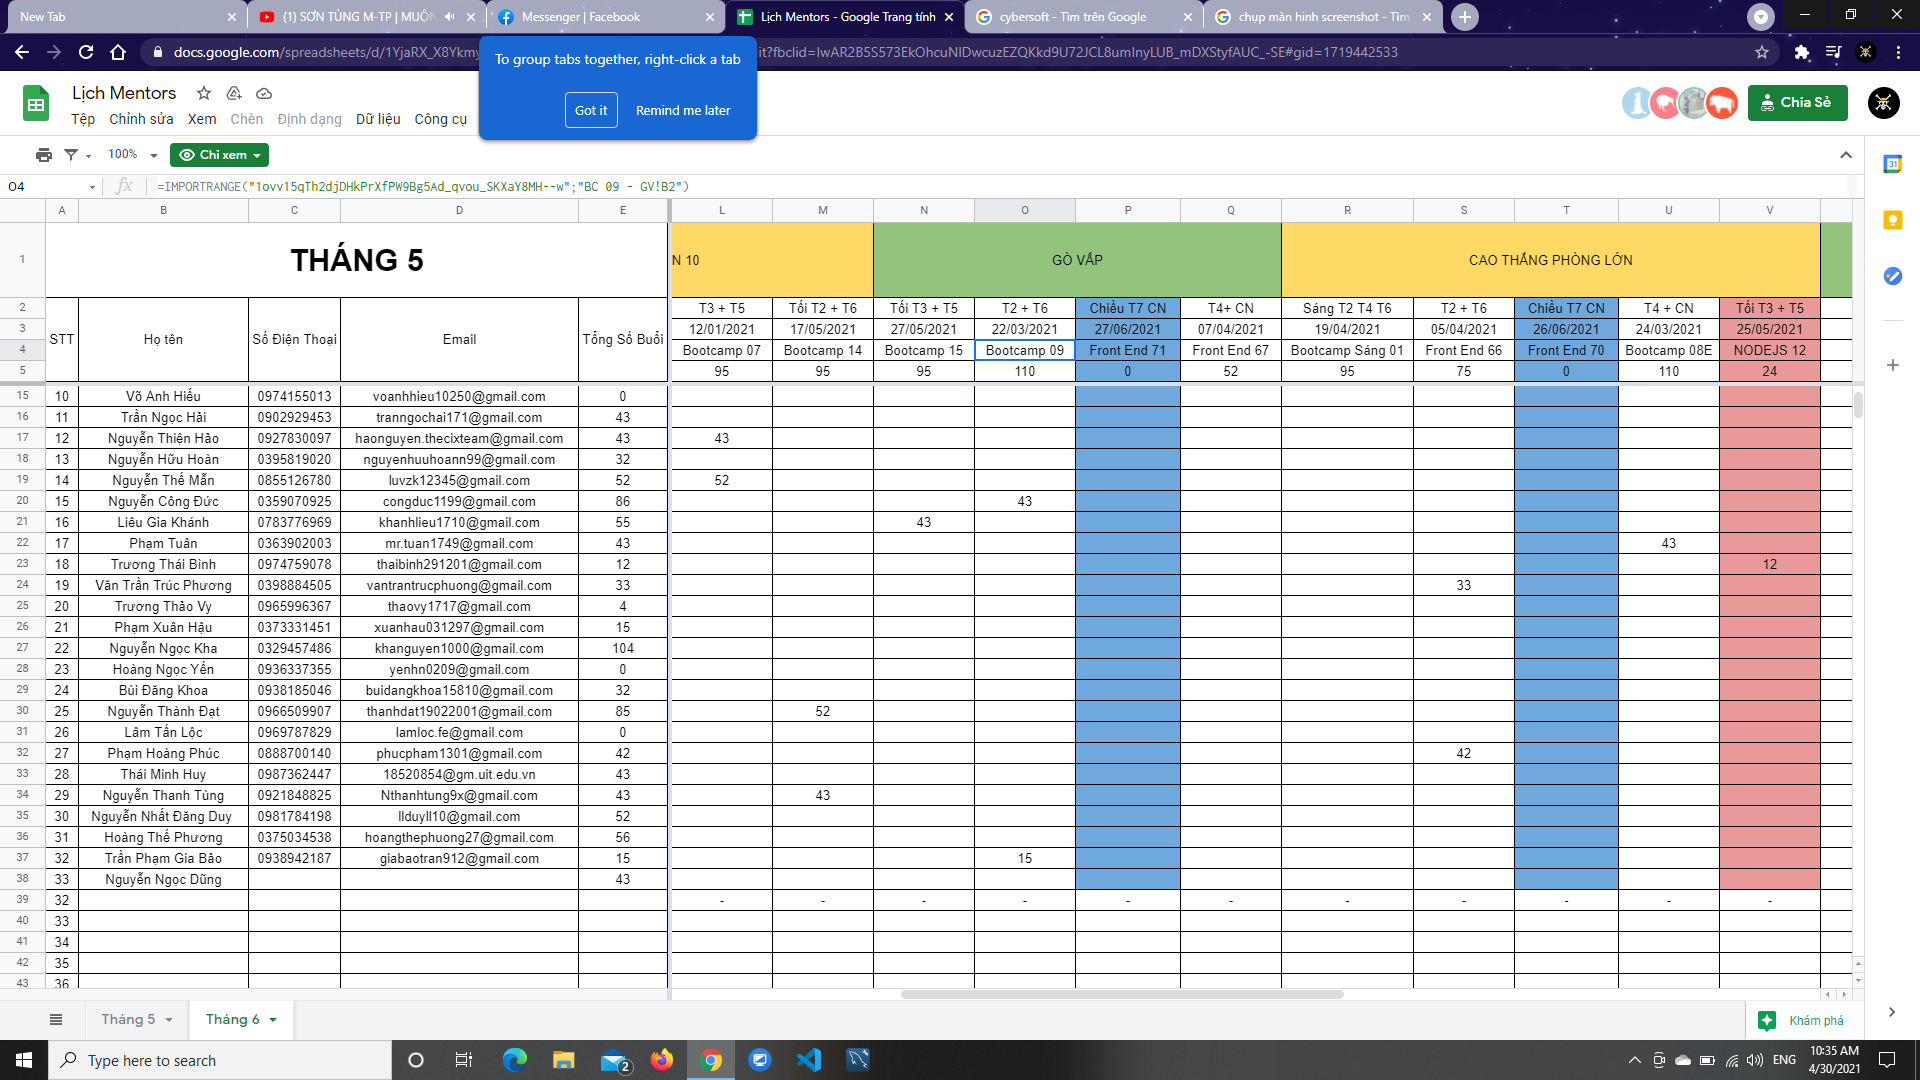 New Tab
(1) SƠN TÙNG M-TP | MUỘN
Messenger | Facebook
Lịch Mentors - Google Trang tính
cybersoft - Tìm trên Google
chụp màn hình screenshot - Tìm
docs.google.com/spreadsheets/d/1YjaRX_X8Ykmy
it?fbclid=IwAR2B5S573EkOhcuNIDwcuzEZQKkd9U72JCL8umInyLUB_mDXStyfAUC_-SE#gid=1719442533
To group tabs together, right-click a tab
Got it Remind me later
Lịch Mentors
Chia Sẻ
Tệp Chỉnh sửa Xem Chèn Định dạng Dữ liệu Công cụ
100% Chỉ xem
O4 fx =IMPORTRANGE("1ovv15qTh2djDHkPrXfPW9Bg5Ad_qvou_SKXaY8MH--w";"BC 09 - GV!B2")
A B C D E L M N O P Q R S T U V
1 THÁNG 5 N 10 GÒ VẤP CAO THẮNG PHÒNG LỚN
2 T3 + T5 Tối T2 + T6 Tối T3 + T5 T2 + T6 Chiều T7 CN T4+ CN Sáng T2 T4 T6 T2 + T6 Chiều T7 CN T4 + CN Tối T3 + T5
3 12/01/2021 17/05/2021 27/05/2021 22/03/2021 27/06/2021 07/04/2021 19/04/2021 05/04/2021 26/06/2021 24/03/2021 25/05/2021
STT Họ tên Số Điện Thoại Email Tổng Số Buổi
4 Bootcamp 07 Bootcamp 14 Bootcamp 15 Bootcamp 09 Front End 71 Front End 67 Bootcamp Sáng 01 Front End 66 Front End 70 Bootcamp 08E NODEJS 12
5 95 95 95 110 0 52 95 75 0 110 24
15 10 Võ Anh Hiếu 0974155013 voanhhieu10250@gmail.com 0
16 11 Trần Ngọc Hải 0902929453 tranngochai171@gmail.com 43
17 12 Nguyễn Thiện Hảo 0927830097 haonguyen.thecixteam@gmail.com 43 43
18 13 Nguyễn Hữu Hoàn 0395819020 nguyenhuuhoann99@gmail.com 32
19 14 Nguyễn Thế Mẫn 0855126780 luvzk12345@gmail.com 52 52
20 15 Nguyễn Công Đức 0359070925 congduc1199@gmail.com 86 43
21 16 Liêu Gia Khánh 0783776969 khanhlieu1710@gmail.com 55 43
22 17 Phạm Tuân 0363902003 mr.tuan1749@gmail.com 43 43
23 18 Trương Thái Bình 0974759078 thaibinh291201@gmail.com 12 12
24 19 Văn Trần Trúc Phương 0398884505 vantrantrucphuong@gmail.com 33 33
25 20 Trương Thảo Vy 0965996367 thaovy1717@gmail.com 4
26 21 Phạm Xuân Hậu 0373331451 xuanhau031297@gmail.com 15
27 22 Nguyễn Ngọc Kha 0329457486 khanguyen1000@gmail.com 104
28 23 Hoàng Ngọc Yến 0936337355 yenhn0209@gmail.com 0
29 24 Bùi Đăng Khoa 0938185046 buidangkhoa15810@gmail.com 32
30 25 Nguyễn Thành Đạt 0966509907 thanhdat19022001@gmail.com 85 52
31 26 Lâm Tấn Lộc 0969787829 lamloc.fe@gmail.com 0
32 27 Phạm Hoàng Phúc 0888700140 phucpham1301@gmail.com 42 42
33 28 Thái Minh Huy 0987362447 18520854@gm.uit.edu.vn 43
34 29 Nguyễn Thanh Tùng 0921848825 Nthanhtung9x@gmail.com 43 43
35 30 Nguyễn Nhất Đăng Duy 0981784198 llduyll10@gmail.com 52
36 31 Hoàng Thế Phương 0375034538 hoangthephuong27@gmail.com 56
37 32 Trần Phạm Gia Bảo 0938942187 giabaotran912@gmail.com 15 15
38 33 Nguyễn Ngọc Dũng 43
39 32 - - - - - - - - - - -
40 33
41 34
42 35
43 36
Tháng 5 Tháng 6 Khám phá
Type here to search
2
ENG
10:35 AM
4/30/2021
31